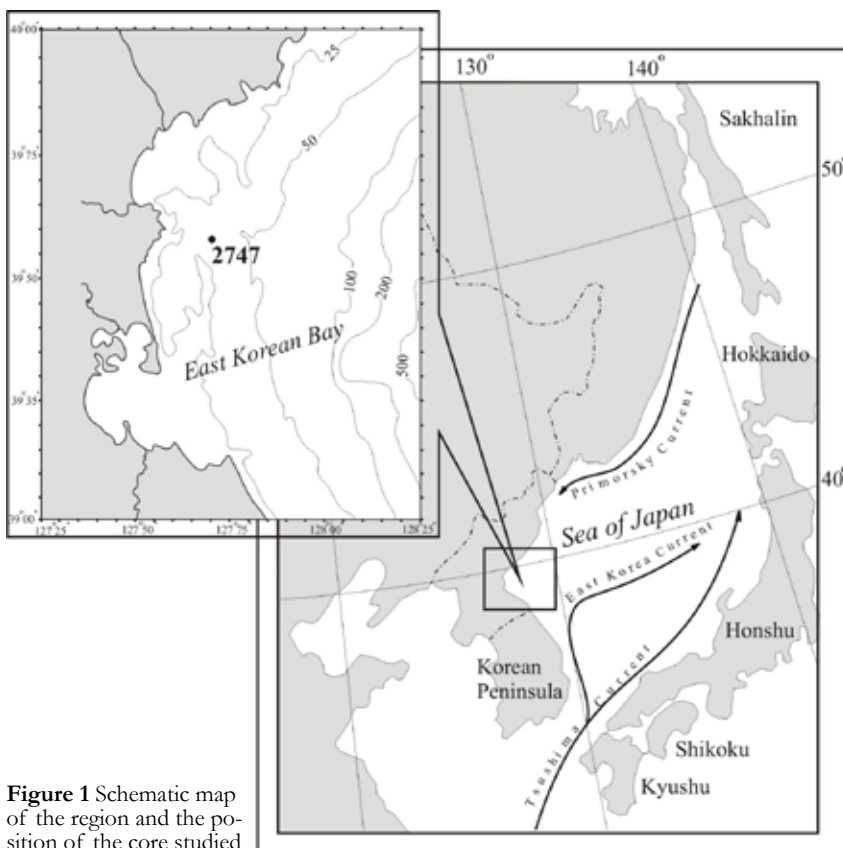 40°00'
39°75'
39°50'
39°35'
39°00'
127°25
127°50
127°75
128°00
128°25
25
50
100
200
500
2747
East Korean Bay
130°
140°
50°
40°
Sakhalin
Hokkaido
Primorsky Current
Sea of Japan
East Korea Current
Honshu
Korean
Peninsula
Tsushima Current
Shikoku
Kyushu
Figure 1 Schematic map
of the region and the po-
sition of the core studied